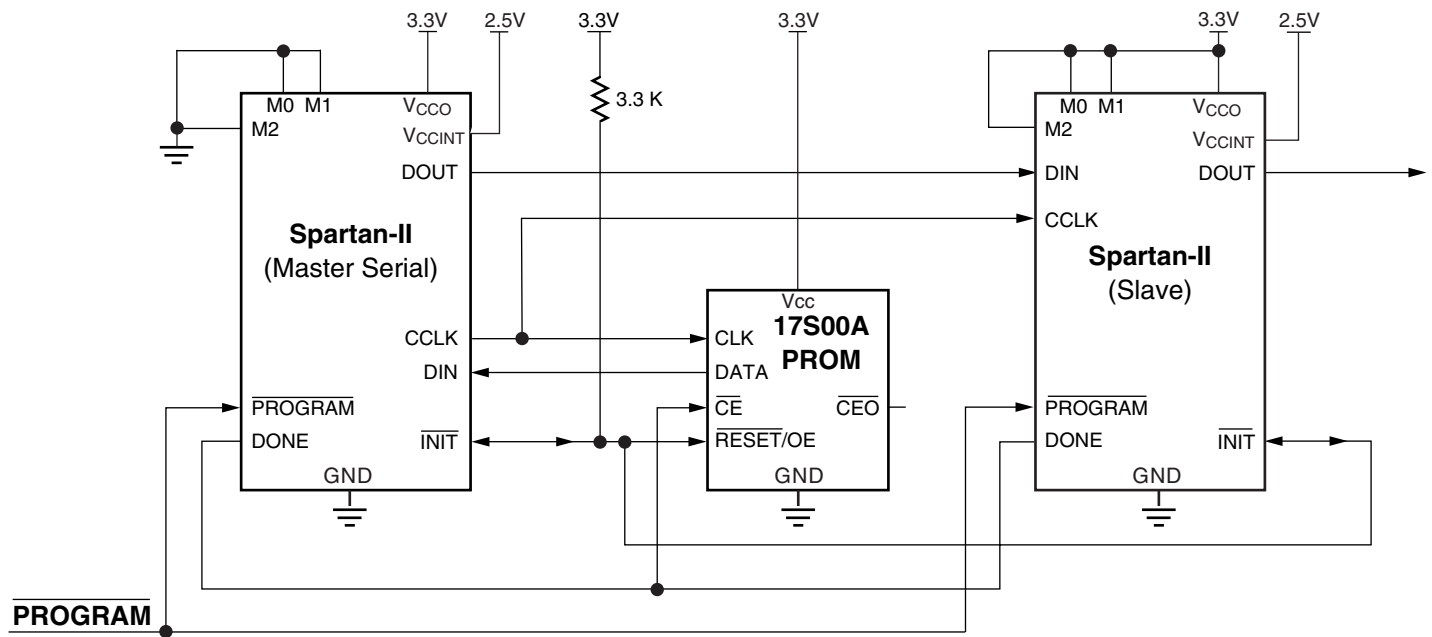 3.3V 2.5V 3.3V 3.3V 3.3V 2.5V
M0 M1
VCCO
M2
VCCINT
DOUT
Spartan-II
(Master Serial)
CCLK
DIN
PROGRAM
DONE
INIT
GND
3.3 K
Vcc
17S00A
PROM
CLK
DATA
CE
CEO
RESET/OE
GND
M0 M1
VCCO
M2
VCCINT
DIN
DOUT
CCLK
Spartan-II
(Slave)
PROGRAM
DONE
INIT
GND
PROGRAM